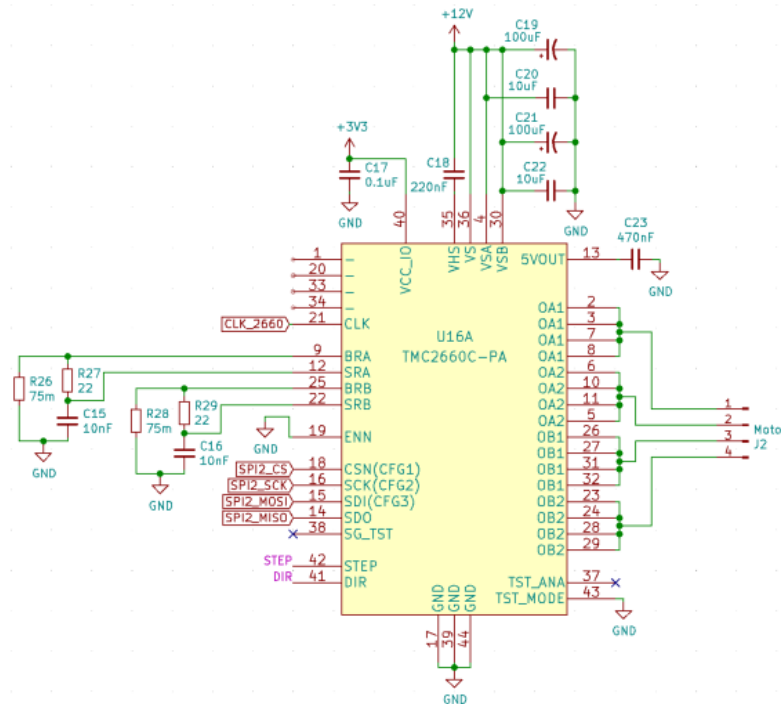 +12V
C19
100uF
C20
10uF
C21
100uF
C22
10uF
+3V3
C17
0.1uF
GND
C18
220nF
GND
40
35
36
4
30
VCC_IO
VHS
VS
VSA
VSB
C23
470nF
13
5VOUT
GND
1
20
33
34
21
CLK
CLK_2660
U16A
TMC2660C-PA
9
BRA
12
SRA
25
BRB
22
SRB
19
ENN
R26
75m
R27
22
C15
10nF
GND
R28
75m
R29
22
C16
10nF
GND
GND
SPI2_CS
18
CSN(CFG1)
SPI2_SCK
16
SCK(CFG2)
SPI2_MOSI
15
SDI(CFG3)
SPI2_MISO
14
SDO
38
SG_TST
STEP
42
STEP
DIR
41
DIR
OA1
2
OA1
3
OA1
7
OA1
8
OA2
6
OA2
10
OA2
11
OA2
5
OB1
26
OB1
27
OB1
31
OB1
32
OB2
23
OB2
24
OB2
28
OB2
29
1
2
3
4
Moto
J2
TST_ANA
37
TST_MODE
43
GND
GND
GND
GND
17
39
44
GND